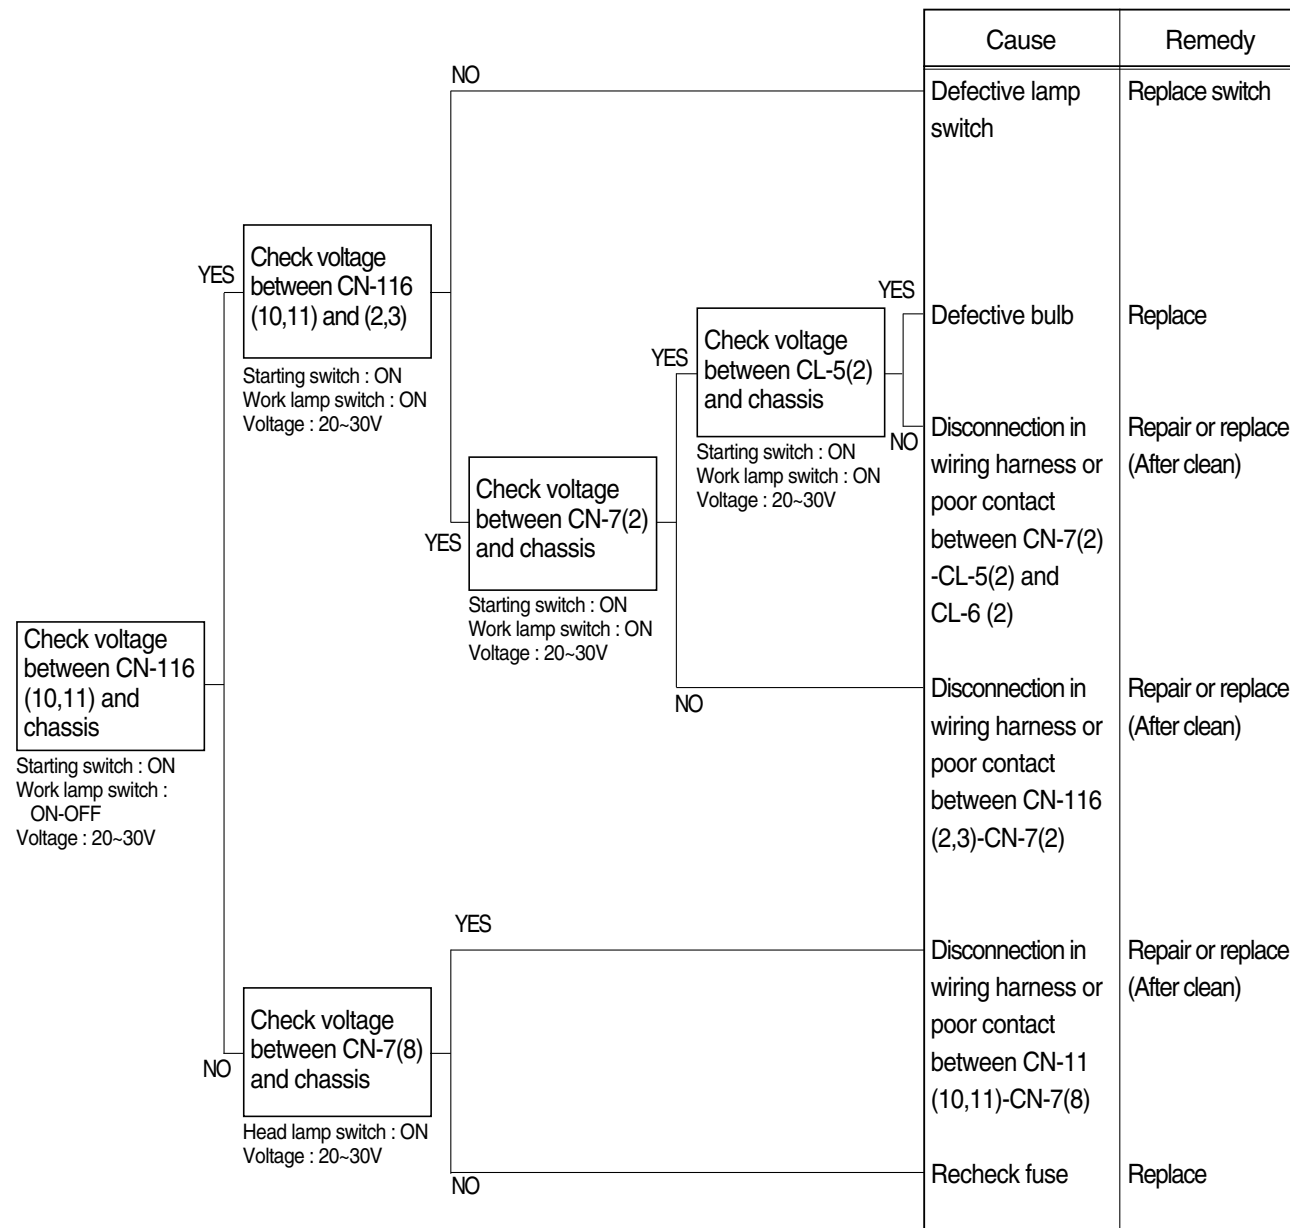 Cause
Remedy
NO
Defective lamp
switch
Replace switch
YES
Check voltage
between CN-116
(10,11) and (2,3)
Starting switch : ON
Work lamp switch : ON
Voltage : 20~30V
YES
Defective bulb
Replace
YES
Check voltage
between CL-5(2)
and chassis
Starting switch : ON
Work lamp switch : ON
Voltage : 20~30V
NO
Disconnection in
wiring harness or
poor contact
between CN-7(2)
-CL-5(2) and
CL-6 (2)
Repair or replace
(After clean)
YES
Check voltage
between CN-7(2)
and chassis
Starting switch : ON
Work lamp switch : ON
Voltage : 20~30V
NO
Disconnection in
wiring harness or
poor contact
between CN-116
(2,3)-CN-7(2)
Repair or replace
(After clean)
Check voltage
between CN-116
(10,11) and
chassis
Starting switch : ON
Work lamp switch :
ON-OFF
Voltage : 20~30V
YES
Disconnection in
wiring harness or
poor contact
between CN-11
(10,11)-CN-7(8)
Repair or replace
(After clean)
NO
Check voltage
between CN-7(8)
and chassis
Head lamp switch : ON
Voltage : 20~30V
NO
Recheck fuse
Replace